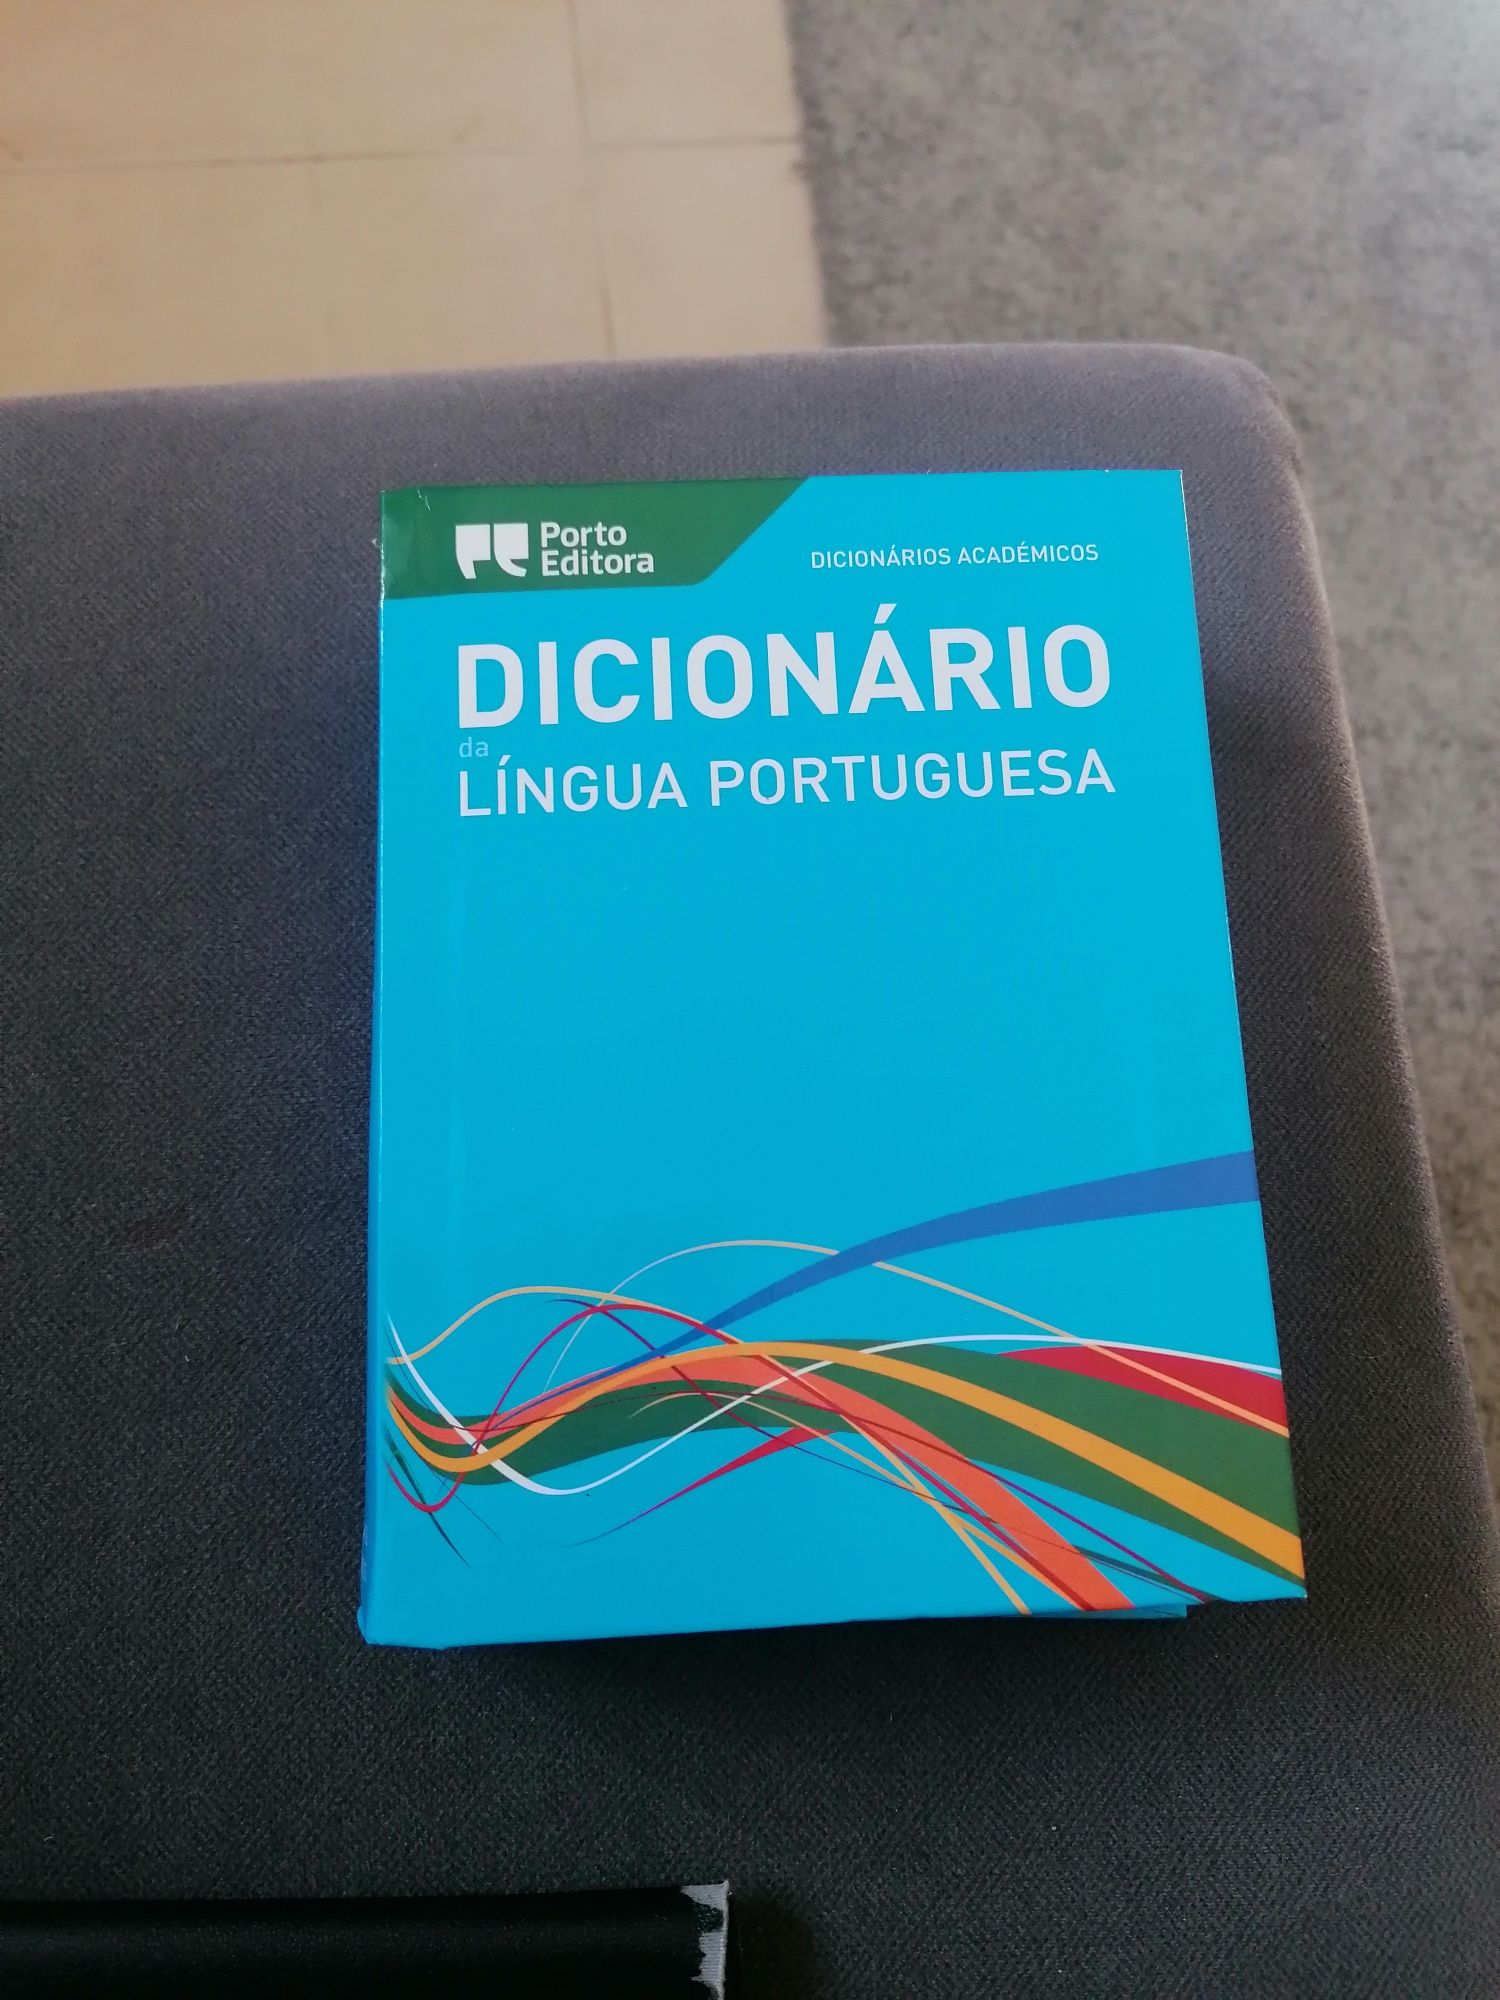 Porto
Editora
DICIONÁRIOS ACADÉMICOS
DICIONÁRIO
da
LÍNGUA PORTUGUESA